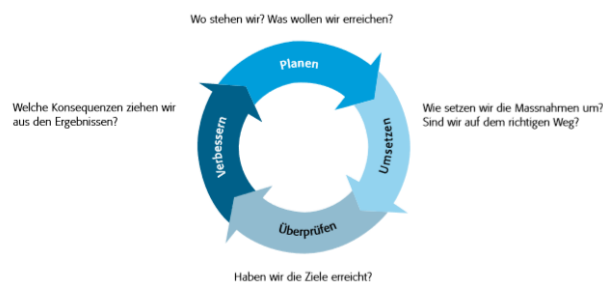 Wo stehen wir? Was wollen wir erreichen?
Planen
Welche Konsequenzen ziehen wir
aus den Ergebnissen?
Verbessern
Umsetzen
Wie setzen wir die Massnahmen um?
Sind wir auf dem richtigen Weg?
Überprüfen
Haben wir die Ziele erreicht?